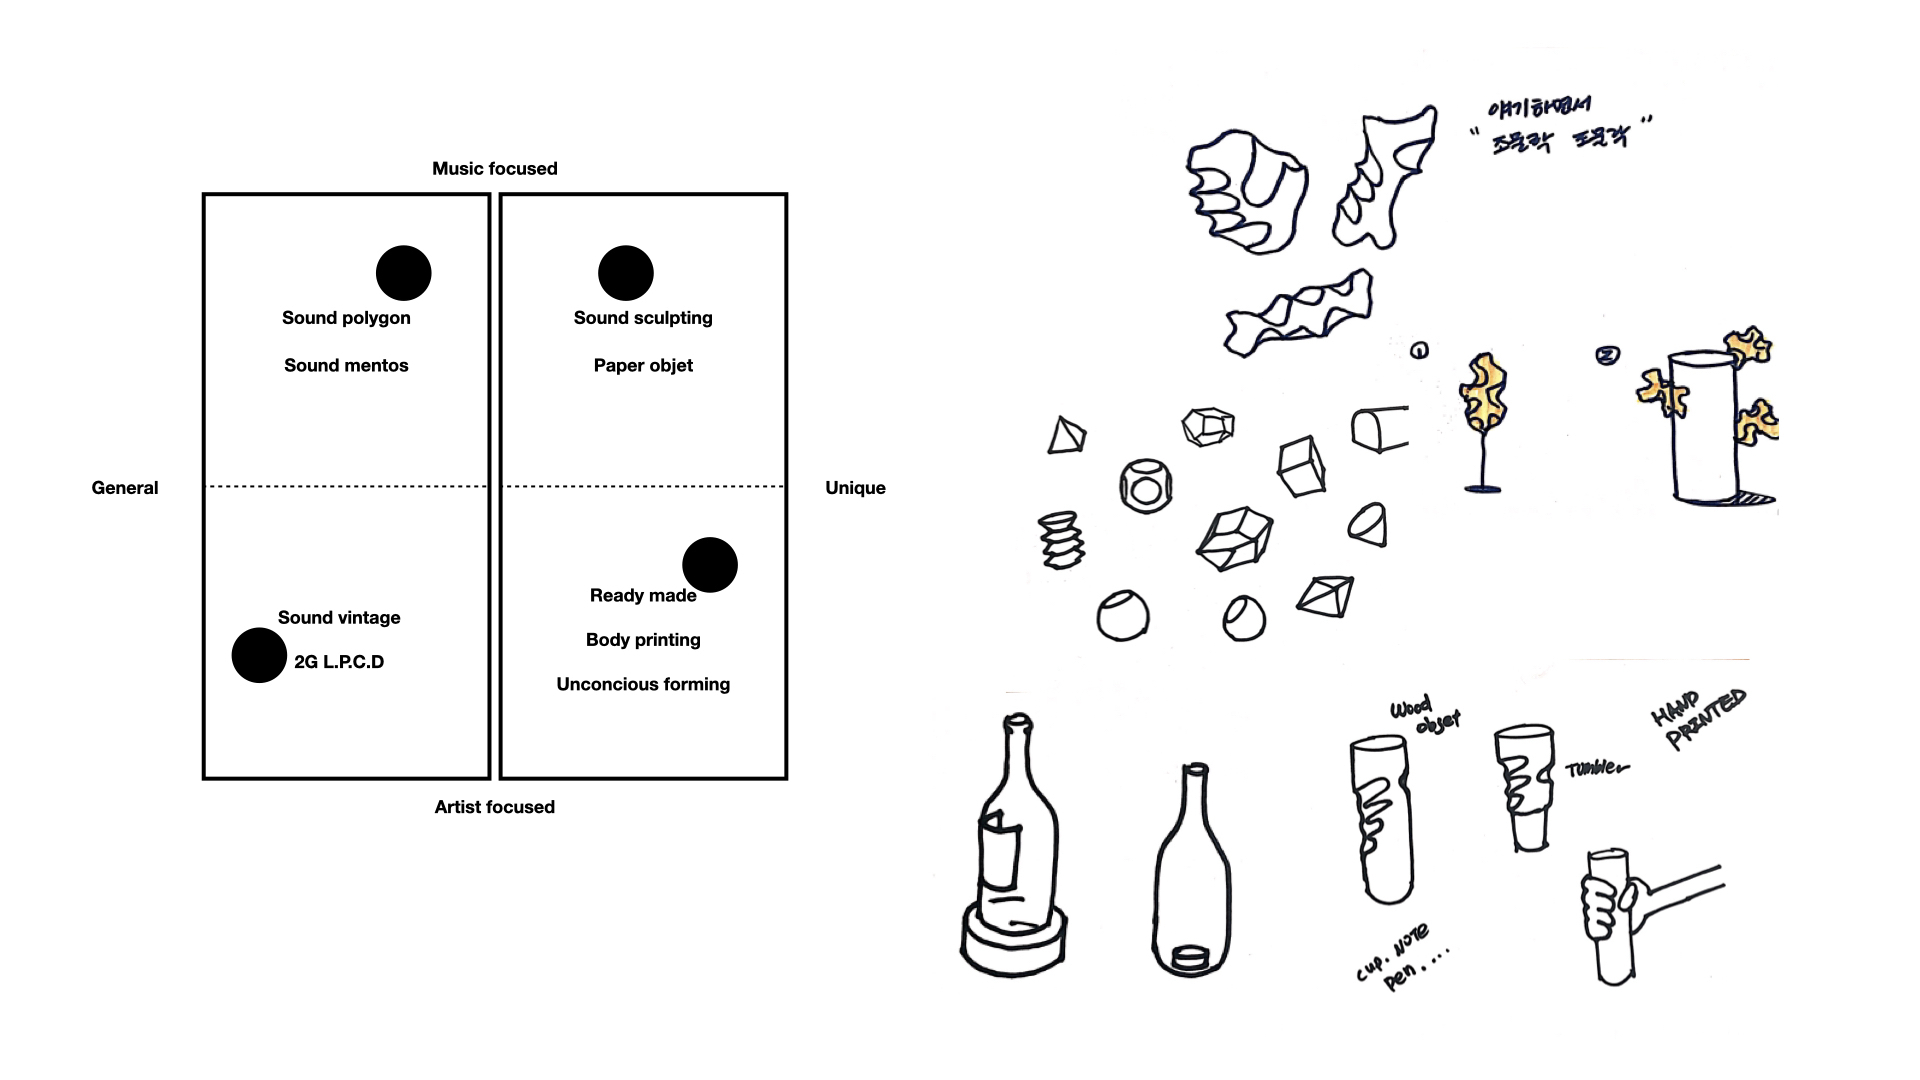 Music focused
Sound polygon
Sound mentos
Sound sculpting
Paper objet
General
Unique
Sound vintage
2G L.P.C.D
Ready made
Body printing
Unconcious forming
Artist focused
얘기하면서
"조물락 조물락"
1
2
Wood
objet
Tumbler
HAND
PRINTED
cup. NOTE
pen. ...